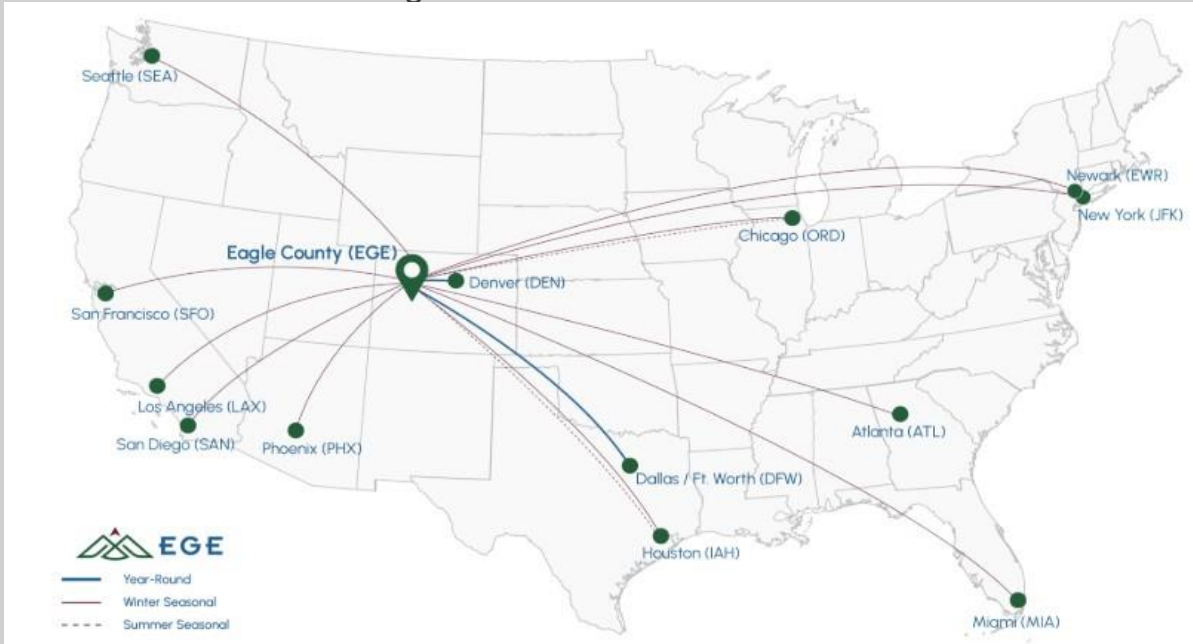 Seattle (SEA)
Newark (EWR)
New York (JFK)
Chicago (ORD)
Eagle County (EGE)
Denver (DEN)
San Francisco (SFO)
Los Angeles (LAX)
San Diego (SAN)
Phoenix (PHX)
Atlanta (ATL)
Dallas / Ft. Worth (DFW)
Houston (IAH)
Miami (MIA)
EGE
Year-Round
Winter Seasonal
Summer Seasonal